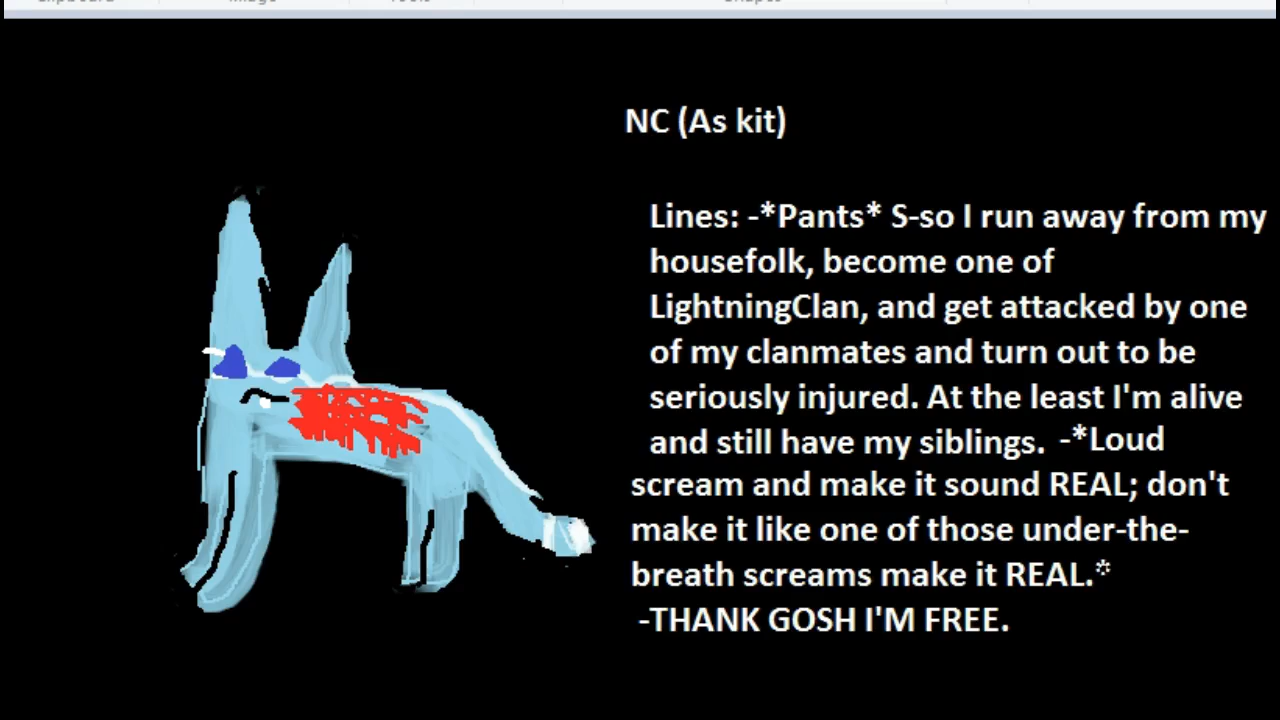 NC (As kit)
Lines: -*Pants* S-so I run away from my
housefolk, become one of
LightningClan, and get attacked by one
of my clanmates and turn out to be
seriously injured. At the least I'm alive
and still have my siblings. -*Loud
scream and make it sound REAL; don't
make it like one of those under-the-
breath screams make it REAL.*
-THANK GOSH I'M FREE.